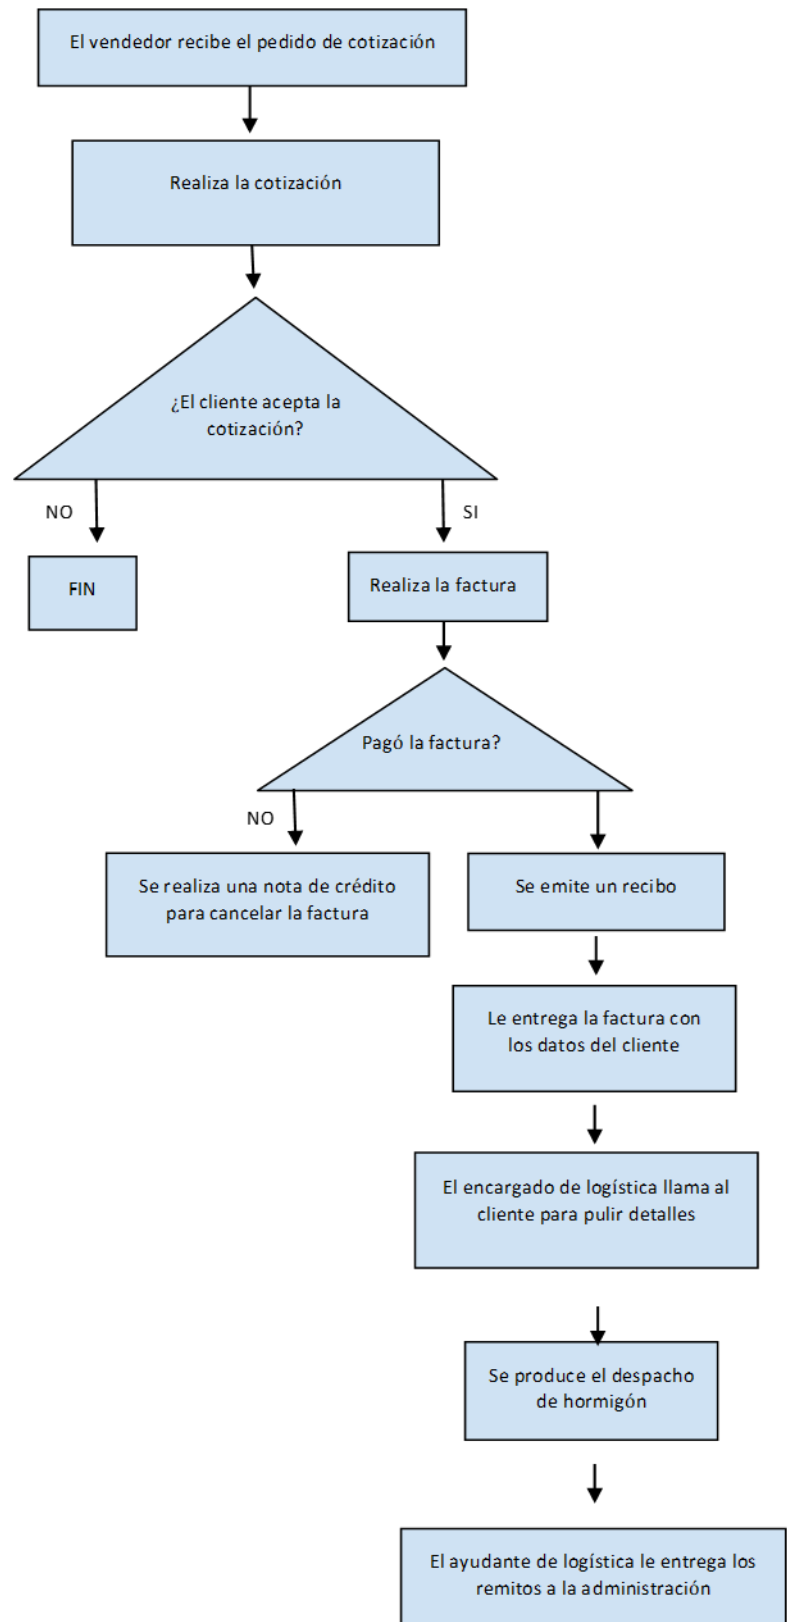 El vendedor recibe el pedido de cotización
Realiza la cotización
¿El cliente acepta la
cotización?
NO
SI
FIN
Realiza la factura
Pagó la factura?
NO
Se realiza una nota de crédito
para cancelar la factura
Se emite un recibo
Le entrega la factura con
los datos del cliente
El encargado de logística llama al
cliente para pulir detalles
Se produce el despacho
de hormigón
El ayudante de logística le entrega los
remitos a la administración